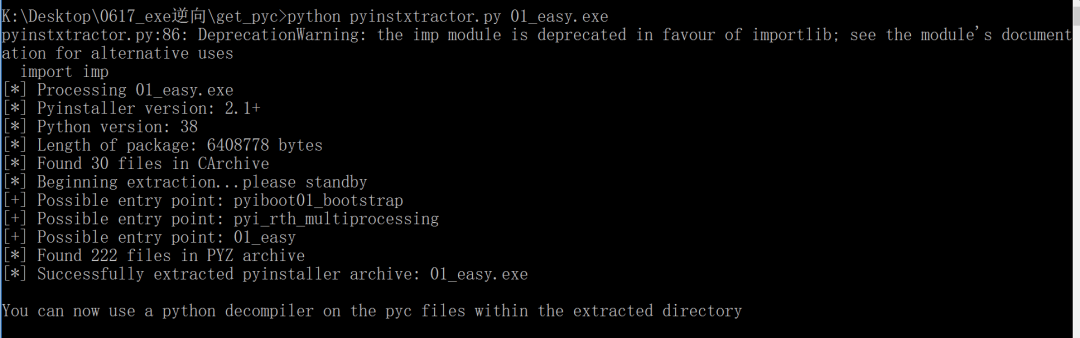 K:\Desktop\0617_exe逆向\get_pyc>python pyinstxtractor.py 01_easy.exe
pyinstxtractor.py:86: DeprecationWarning: the imp module is deprecated in favour of importlib; see the module's document
ation for alternative uses
  import imp
[*] Processing 01_easy.exe
[*] Pyinstaller version: 2.1+
[*] Python version: 38
[*] Length of package: 6408778 bytes
[*] Found 30 files in CArchive
[*] Beginning extraction...please standby
[+] Possible entry point: pyiboot01_bootstrap
[+] Possible entry point: pyi_rth_multiprocessing
[+] Possible entry point: 01_easy
[*] Found 222 files in PYZ archive
[*] Successfully extracted pyinstaller archive: 01_easy.exe
You can now use a python decompiler on the pyc files within the extracted directory